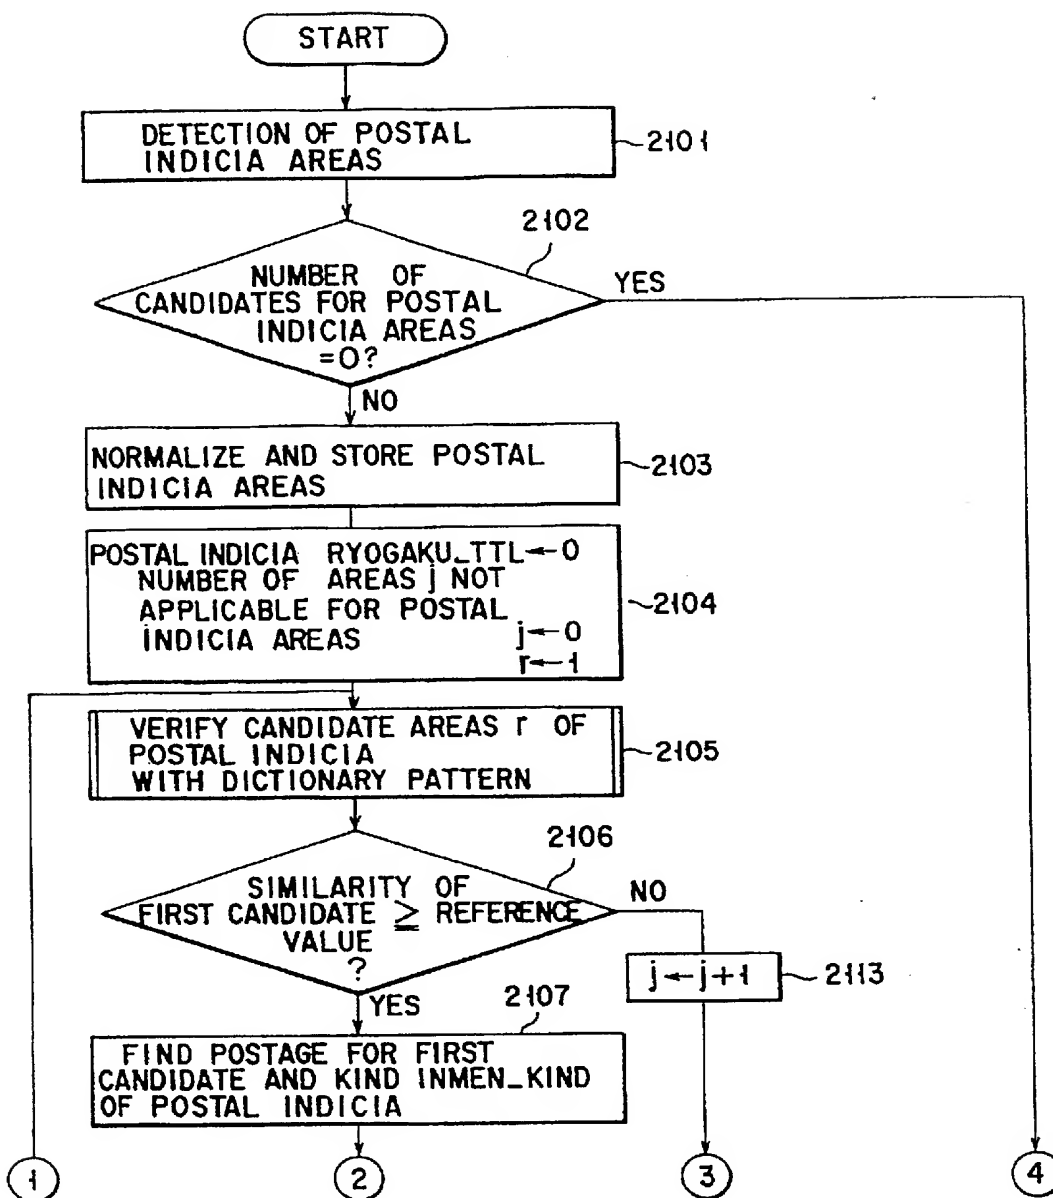 START
DETECTION OF POSTAL
INDICIA AREAS
2101
2102
NUMBER OF
CANDIDATES FOR POSTAL
INDICIA AREAS
=0?
YES
NO
NORMALIZE AND STORE POSTAL
INDICIA AREAS
2103
POSTAL INDICIA RYOGAKU_TTL←0
NUMBER OF AREAS j NOT
APPLICABLE FOR POSTAL
INDICIA AREAS j←0
r←1
2104
VERIFY CANDIDATE AREAS r OF
POSTAL INDICIA
WITH DICTIONARY PATTERN
2105
2106
SIMILARITY OF
FIRST CANDIDATE ≧ REFERENCE
VALUE
?
NO
YES
j←j+1
2113
2107
FIND POSTAGE FOR FIRST
CANDIDATE AND KIND INMEN_KIND
OF POSTAL INDICIA
1
2
3
4